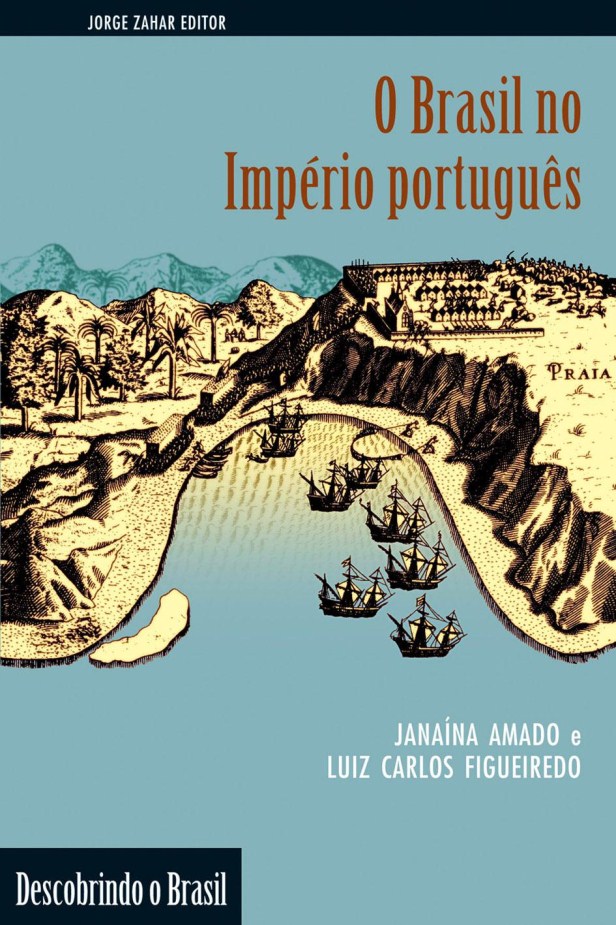 JORGE ZAHAR EDITOR
O Brasil no
Império português
PRAIA
JANAÍNA AMADO e
LUIZ CARLOS FIGUEIREDO
Descobrindo o Brasil